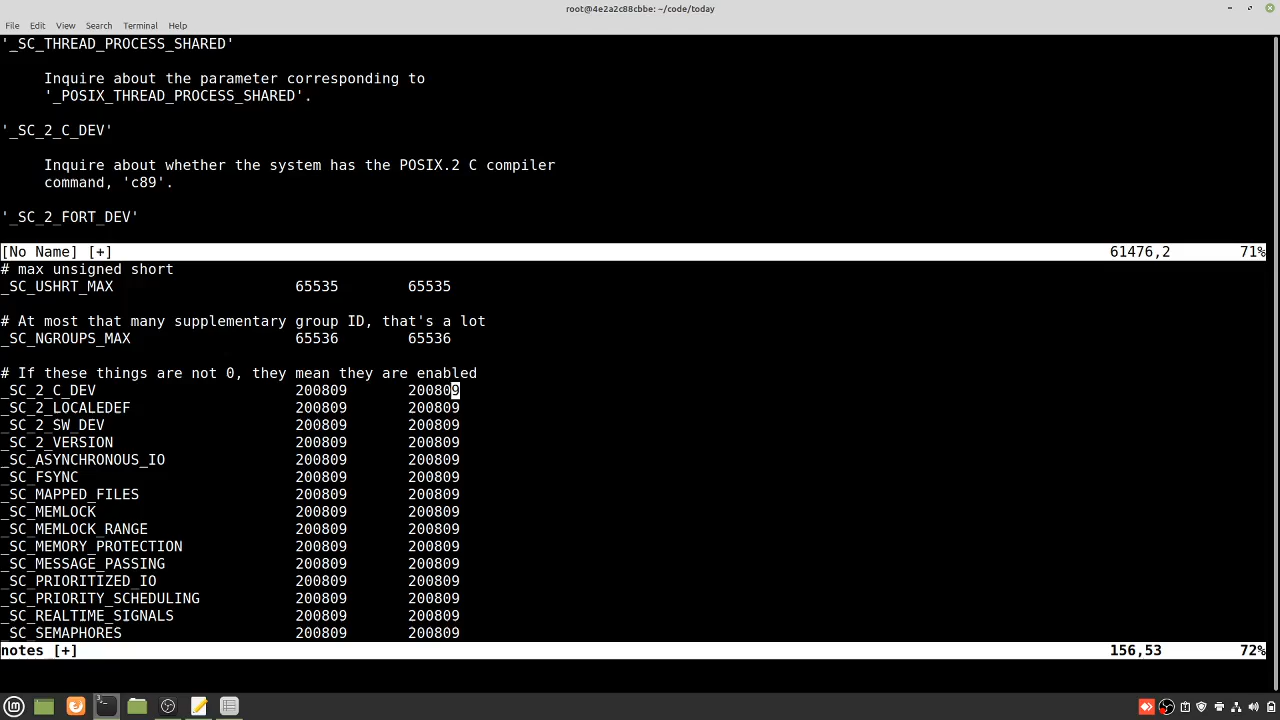 root@4e2a2c88cbbe: ~/code/today
File Edit View Search Terminal Help
'_SC_THREAD_PROCESS_SHARED'
Inquire about the parameter corresponding to
'_POSIX_THREAD_PROCESS_SHARED'.
'_SC_2_C_DEV'
Inquire about whether the system has the POSIX.2 C compiler
command, 'c89'.
'_SC_2_FORT_DEV'
[No Name] [+] 61476,2 71%
# max unsigned short
_SC_USHRT_MAX 65535 65535
# At most that many supplementary group ID, that's a lot
_SC_NGROUPS_MAX 65536 65536
# If these things are not 0, they mean they are enabled
_SC_2_C_DEV 200809 200809
_SC_2_LOCALEDEF 200809 200809
_SC_2_SW_DEV 200809 200809
_SC_2_VERSION 200809 200809
_SC_ASYNCHRONOUS_IO 200809 200809
_SC_FSYNC 200809 200809
_SC_MAPPED_FILES 200809 200809
_SC_MEMLOCK 200809 200809
_SC_MEMLOCK_RANGE 200809 200809
_SC_MEMORY_PROTECTION 200809 200809
_SC_MESSAGE_PASSING 200809 200809
_SC_PRIORITIZED_IO 200809 200809
_SC_PRIORITY_SCHEDULING 200809 200809
_SC_REALTIME_SIGNALS 200809 200809
_SC_SEMAPHORES 200809 200809
notes [+] 156,53 72%
3